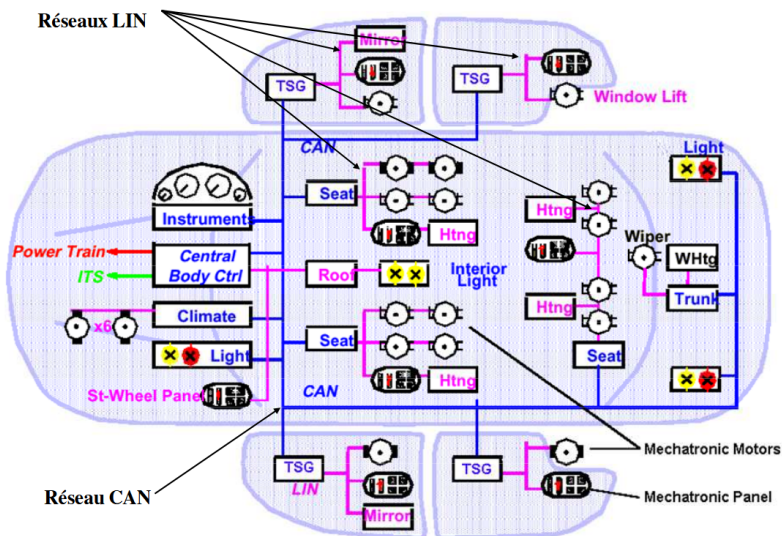 Réseaux LIN
Mirror
TSG
TSG
Window Lift
CAN
Light
Instruments
Seat
Htng
Htng
Power Train
Central
Body Ctrl
ITS
Roof
Interior
Light
Wiper
WHtg
Trunk
x6
Climate
Htng
Light
Seat
Seat
St-Wheel Pane
Htng
CAN
TSG
TSG
Mechatronic Motors
Réseau CAN
LIN
Mirror
Mechatronic Panel